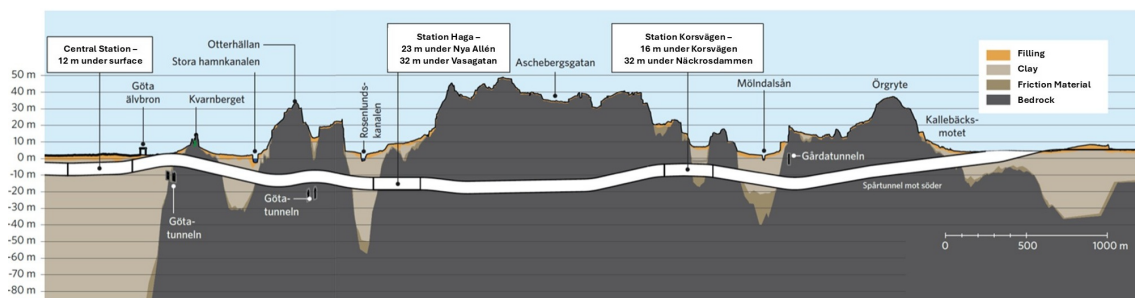 Central Station –
12 m under surface
Otterhällan
Stora hamnkanalen
Station Haga –
23 m under Nya Allén
32 m under Vasagatan
Aschebergsgatan
Station Korsvägen –
16 m under Korsvägen
32 m under Näckrosdammen
Filling
Clay
Friction Material
Bedrock
50 m
40 m
30 m
20 m
10 m
0 m
-10 m
-20 m
-30 m
-40 m
-50 m
-60 m
-70 m
-80 m
Göta
älvbron
Kvarnberget
Rosenlunds-
kanalen
Mölndalsån
Örgryte
Kallebäcks-
motet
Gårdatunneln
Spårtunnel mot söder
Göta-
tunneln
Göta-
tunneln
0 500 1000 m